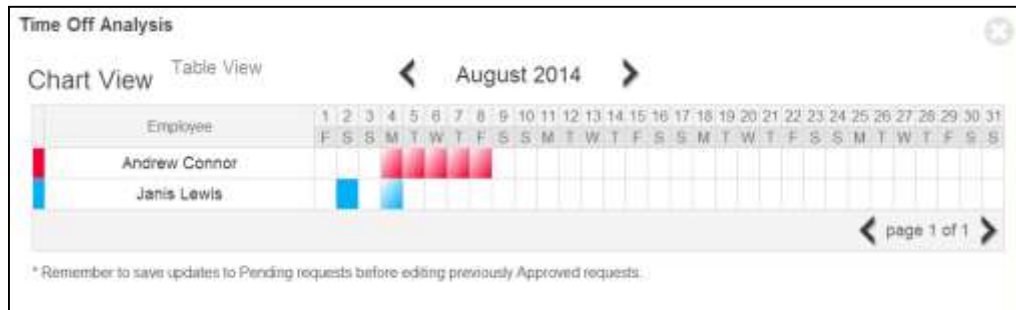 Time Off Analysis
Chart View Table View August 2014
Employee 1 2 3 4 5 6 7 8 9 10 11 12 13 14 15 16 17 18 19 20 21 22 23 24 25 26 27 28 29 30 31
F S S M T W T F S S M T W T F S S M T W T F S S M T W T F S S
Andrew Connor
Janis Lewis
page 1 of 1
* Remember to save updates to Pending requests before editing previously Approved requests.